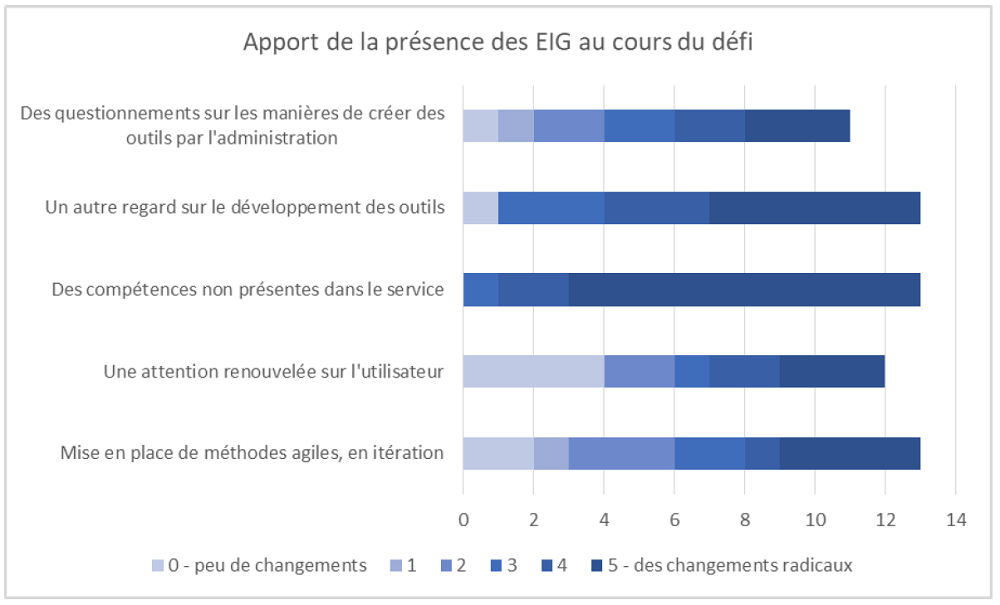 Apport de la présence des EIG au cours du défi
Des questionnements sur les manières de créer des
outils par l'administration
Un autre regard sur le développement des outils
Des compétences non présentes dans le service
Une attention renouvelée sur l'utilisateur
Mise en place de méthodes agiles, en itération
0 2 4 6 8 10 12 14
0 - peu de changements 1 2 3 4 5 - des changements radicaux